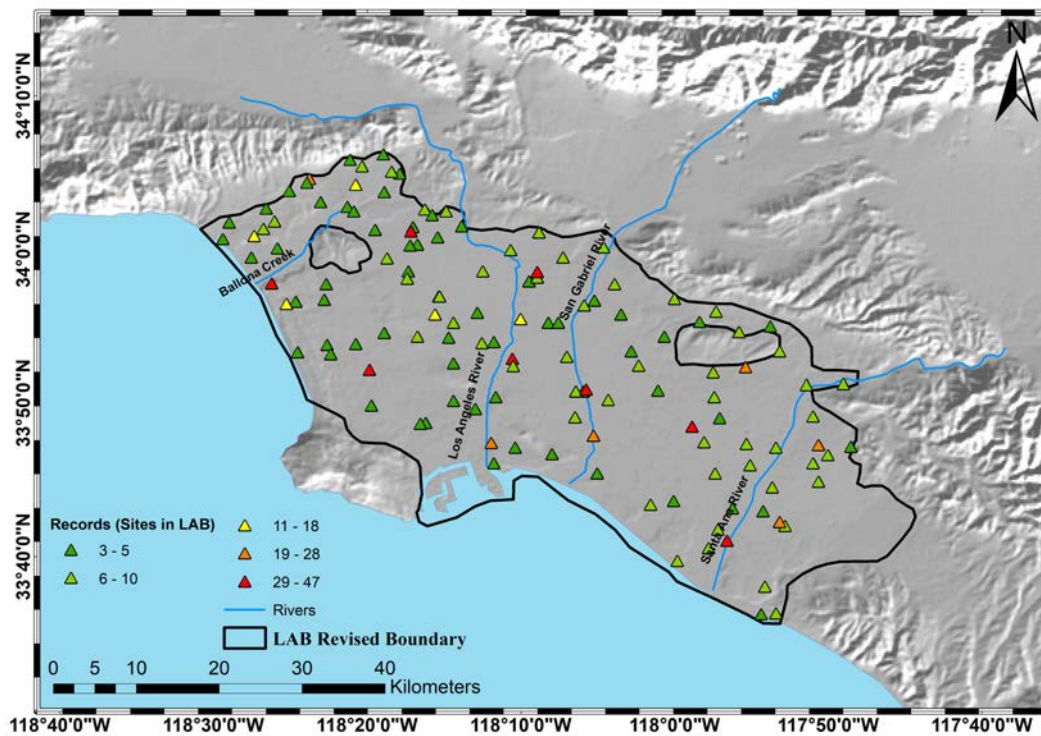 N
34°10'0"N
34°0'0"N
33°50'0"N
33°40'0"N
Ballona Creek
Los Angeles River
San Gabriel River
Santa Ana River
Records (Sites in LAB)
3 - 5
6 - 10
11 - 18
19 - 28
29 - 47
Rivers
LAB Revised Boundary
0 5 10 20 30 40
Kilometers
118°40'0"W 118°30'0"W 118°20'0"W 118°10'0"W 118°0'0"W 117°50'0"W 117°40'0"W